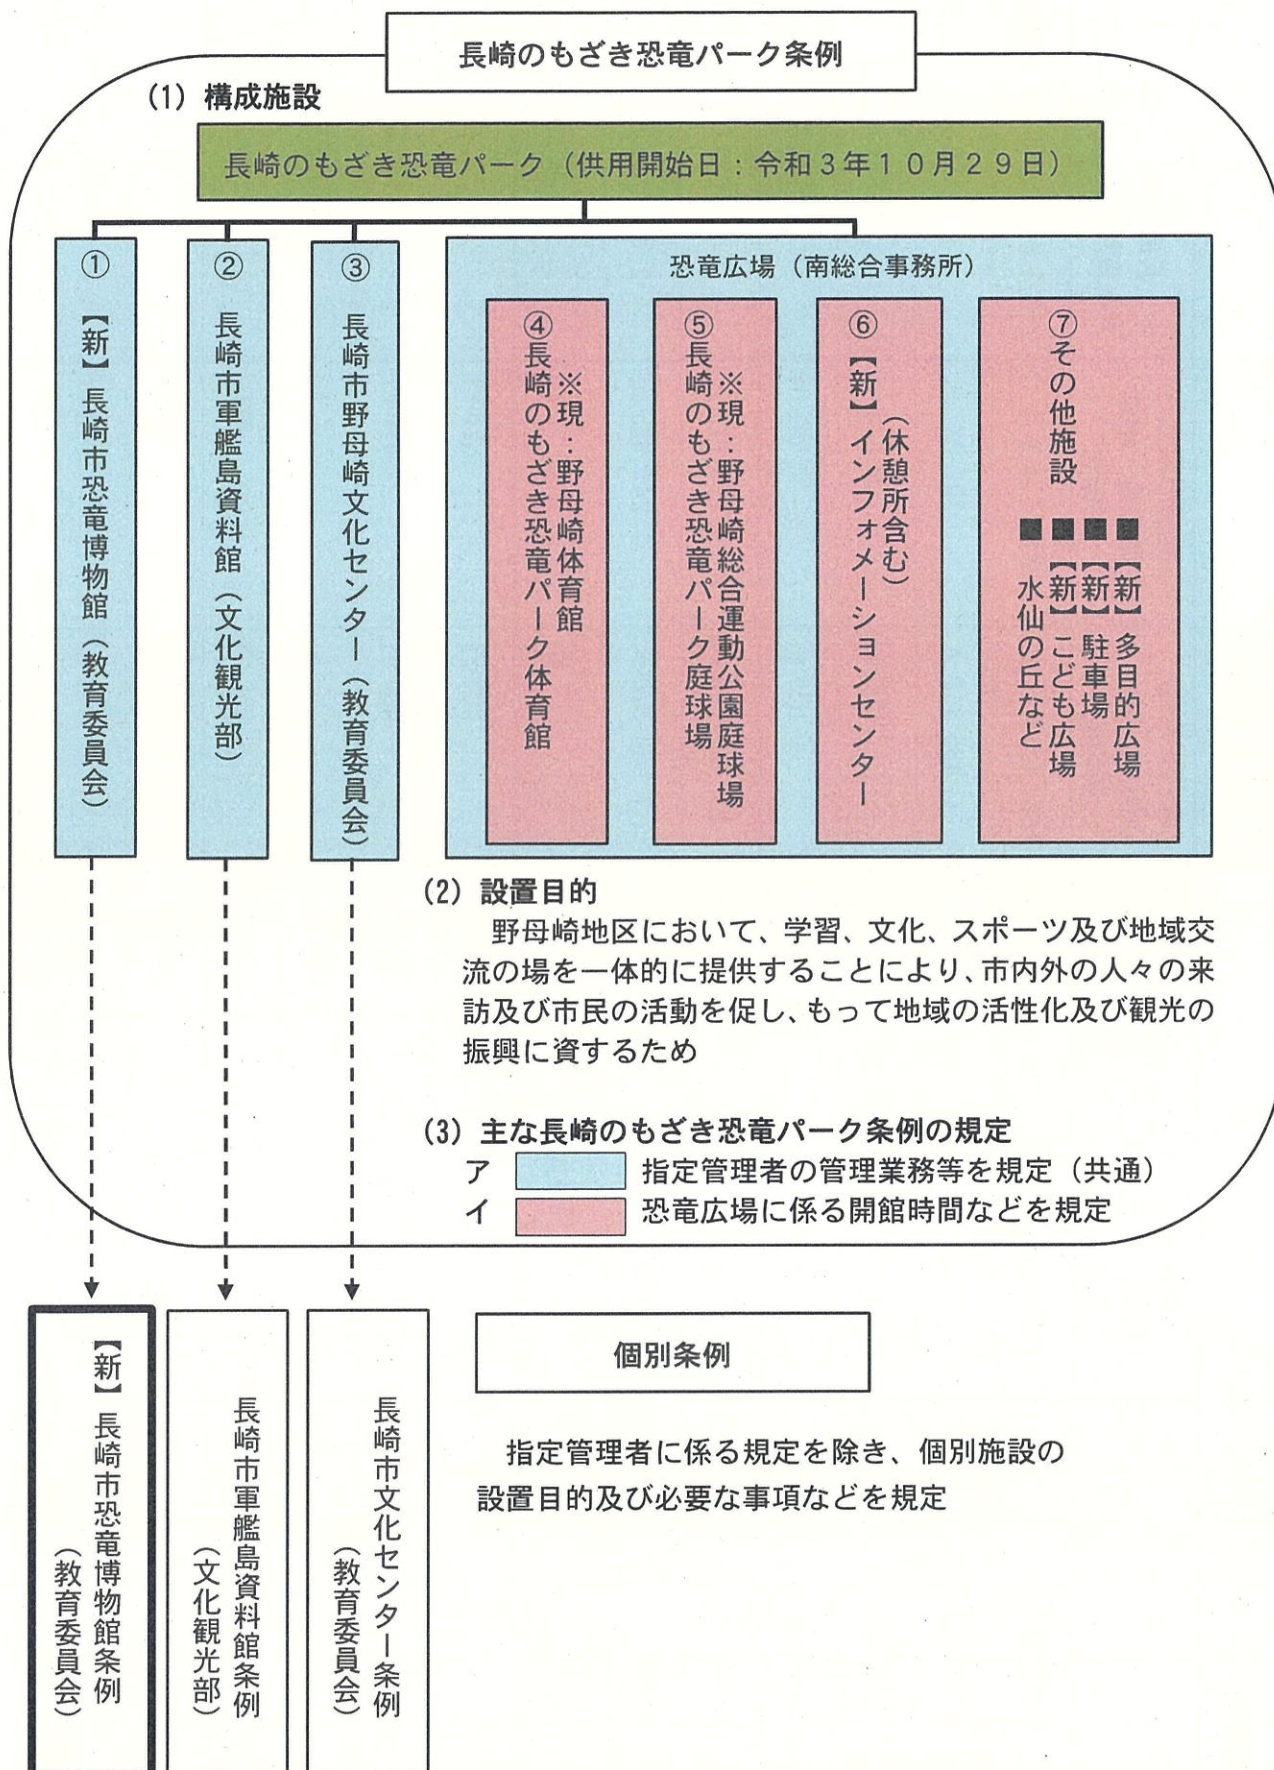 長崎のもざき恐竜パーク条例
(1) 構成施設
長崎のもざき恐竜パーク（供用開始日：令和３年１０月２９日）
① 【新】長崎市恐竜博物館（教育委員会）
② 長崎市軍艦島資料館（文化観光部）
③ 長崎市野母崎文化センター（教育委員会）
恐竜広場（南総合事務所）
※現：野母崎体育館
④長崎のもざき恐竜パーク体育館
※現：野母崎総合運動公園庭球場
⑤長崎のもざき恐竜パーク庭球場
（休憩所含む）
⑥【新】インフォメーションセンター
⑦その他施設
■【新】多目的広場
■【新】駐車場
■【新】こども広場
■ 水仙の丘など
(2) 設置目的
野母崎地区において、学習、文化、スポーツ及び地域交
流の場を一体的に提供することにより、市内外の人々の来
訪及び市民の活動を促し、もって地域の活性化及び観光の
振興に資するため
(3) 主な長崎のもざき恐竜パーク条例の規定
ア 指定管理者の管理業務等を規定（共通）
イ 恐竜広場に係る開館時間などを規定
【新】長崎市恐竜博物館条例
（教育委員会）
長崎市軍艦島資料館条例
（文化観光部）
長崎市文化センター条例
（教育委員会）
個別条例
指定管理者に係る規定を除き、個別施設の
設置目的及び必要な事項などを規定